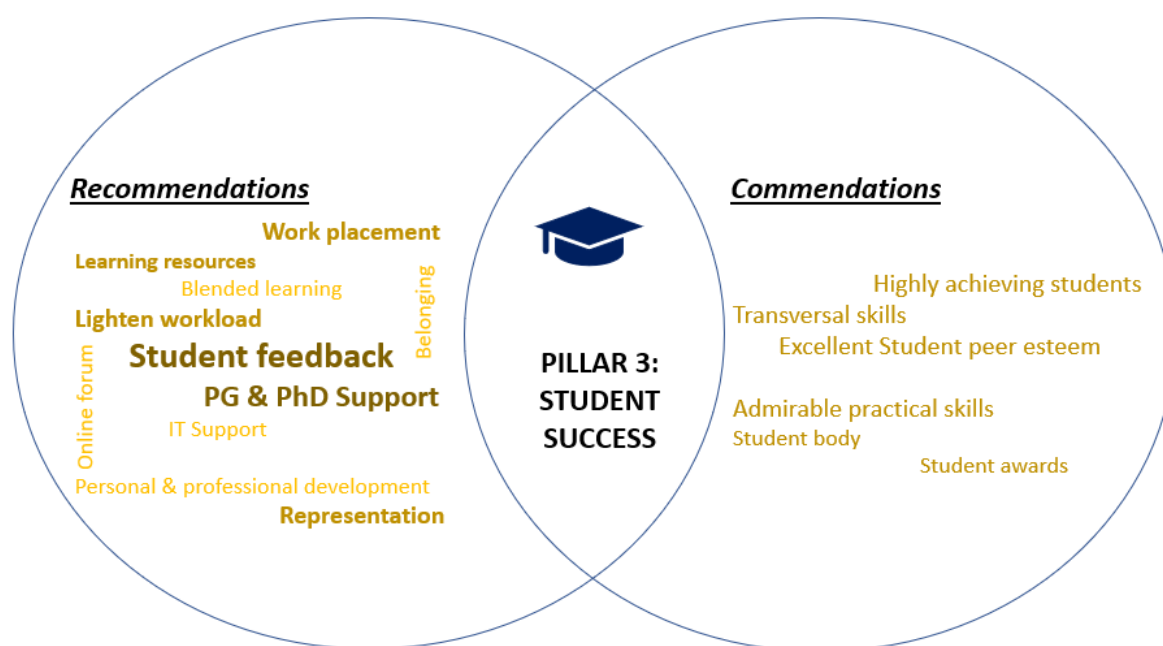 Recommendations
Work placement
Learning resources
Blended learning
Belonging
Lighten workload
Student feedback
PG & PhD Support
Online forum
IT Support
Personal & professional development
Representation
PILLAR 3:
STUDENT
SUCCESS
Commendations
Highly achieving students
Transversal skills
Excellent Student peer esteem
Admirable practical skills
Student body
Student awards